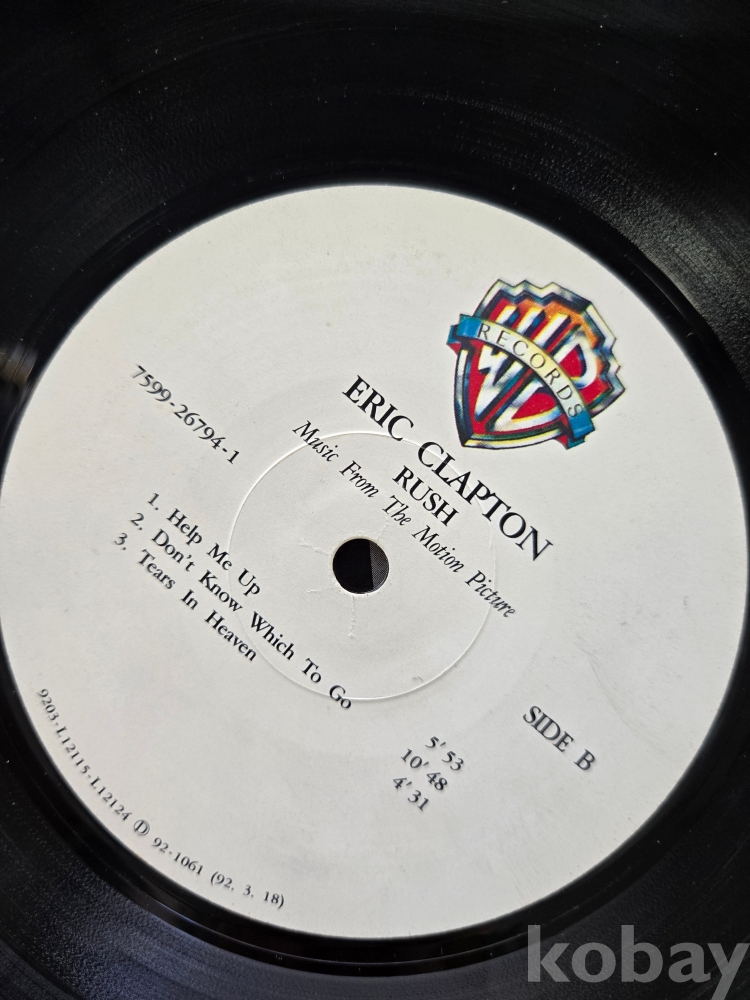 RECORDS
ERIC CLAPTON
RUSH
Music From The Motion Picture
7599-26794-1
SIDE B
1. Help Me Up 5′53
2. Don't Know Which To Go 10′48
3. Tears In Heaven 4′31
9203-L12115-L12124 Ⓟ 92-1061 (92. 3. 18)
kobay